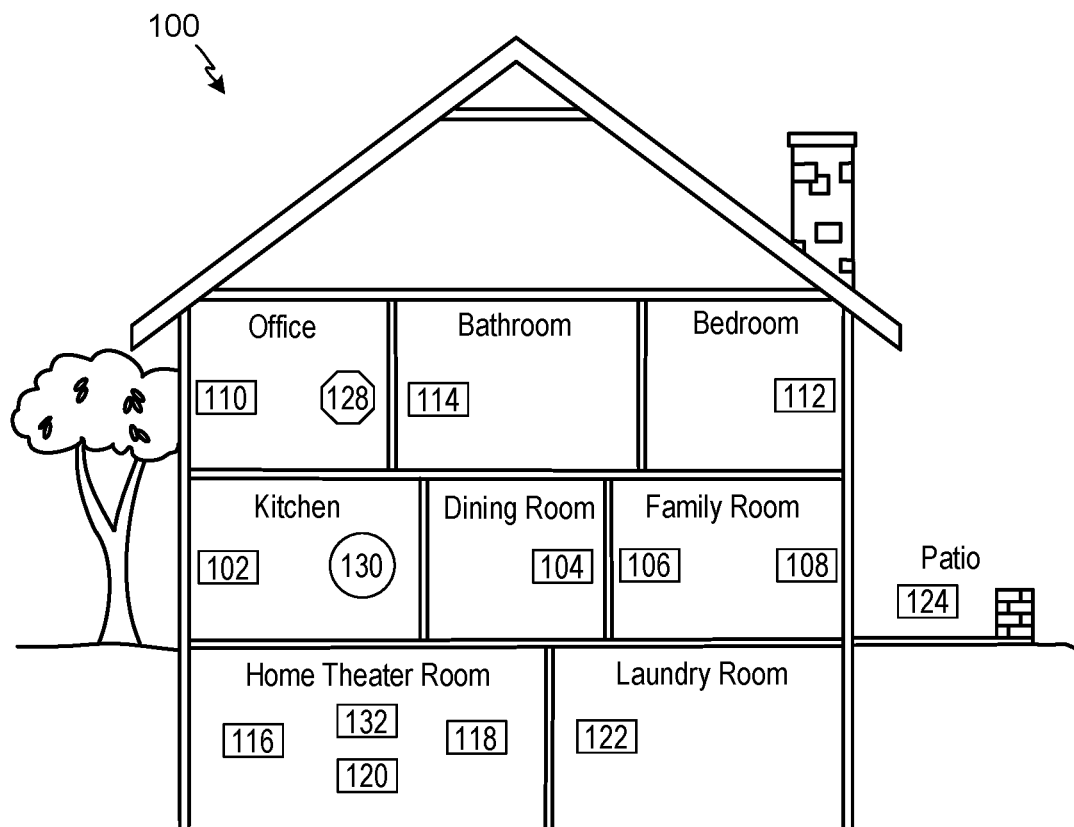 100
Office
Bathroom
Bedroom
110
128
114
112
Kitchen
Dining Room
Family Room
102
130
104
106
108
Patio
124
Home Theater Room
Laundry Room
116
132
118
122
120